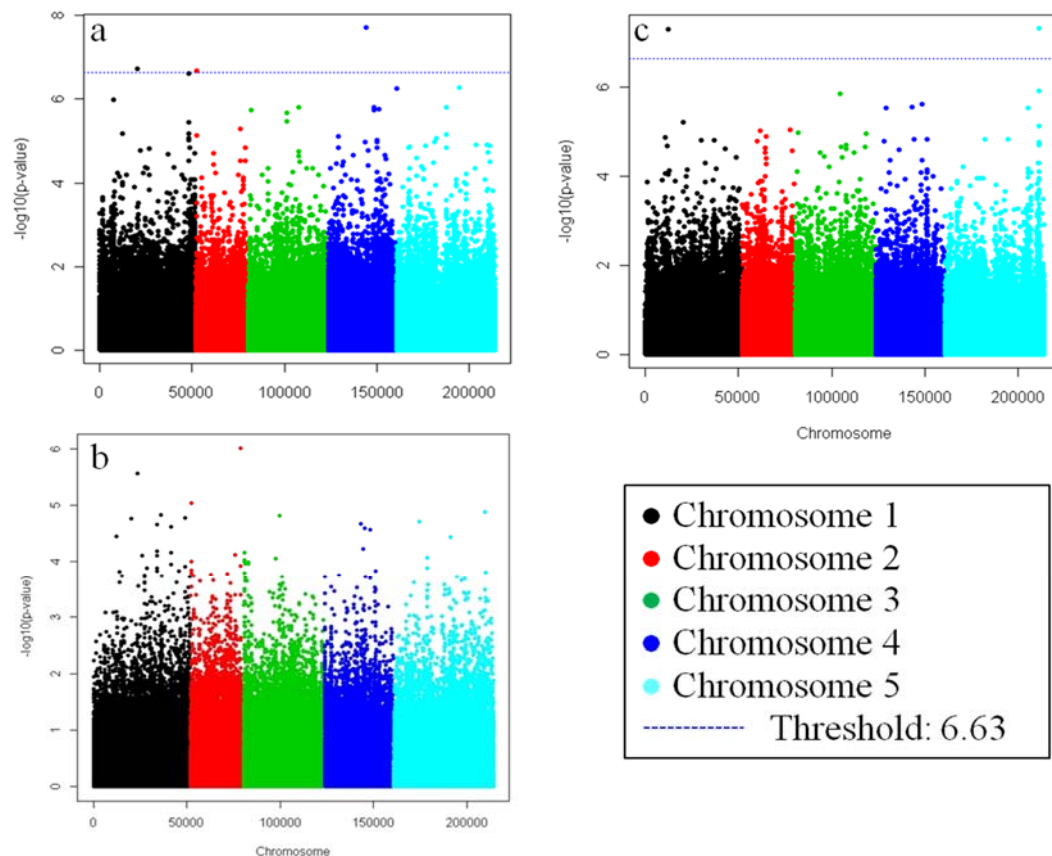 a
8
6
4
2
0
-log10(p-value)
0 50000 100000 150000 200000
c
6
4
2
0
-log10(p-value)
0 50000 100000 150000 200000
Chromosome
b
6
5
4
3
2
1
0
-log10(p-value)
0 50000 100000 150000 200000
Chromosome
Chromosome 1
Chromosome 2
Chromosome 3
Chromosome 4
Chromosome 5
Threshold: 6.63